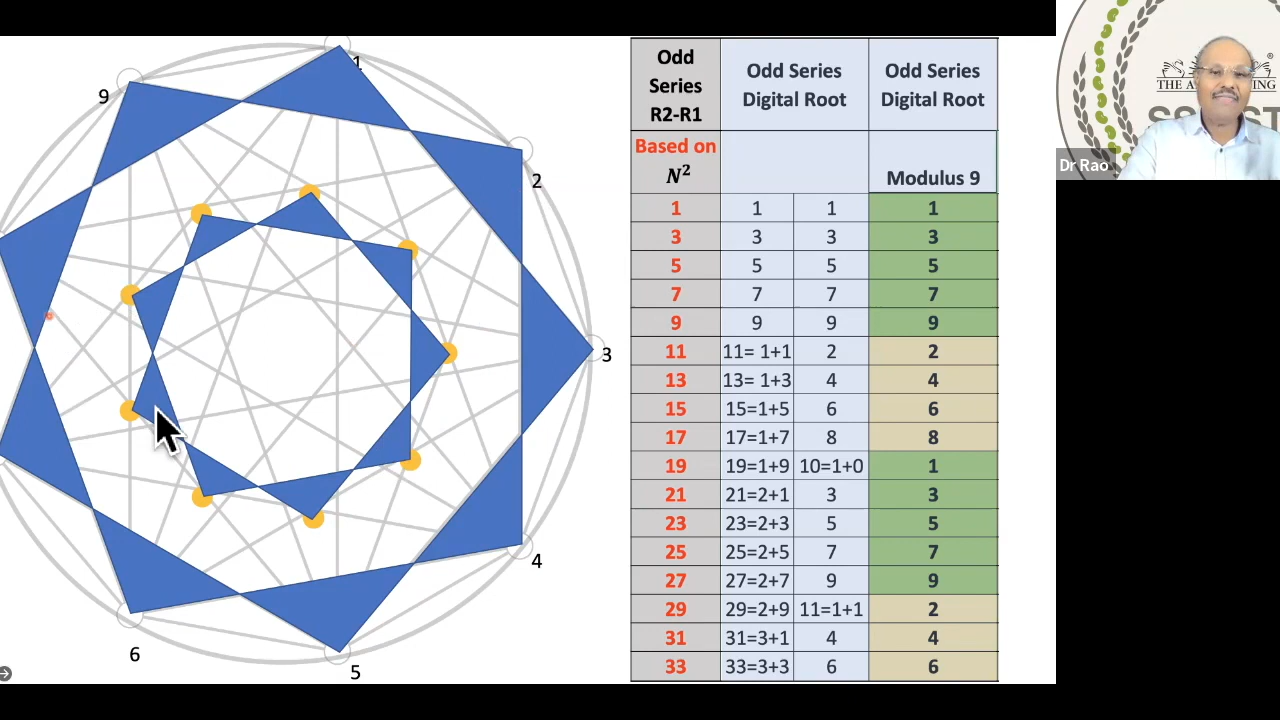 1
9
2
3
4
6
5
Odd Series R2-R1 | Odd Series Digital Root | Odd Series Digital Root
Based on N² | | Modulus 9
1 | 1 | 1 | 1
3 | 3 | 3 | 3
5 | 5 | 5 | 5
7 | 7 | 7 | 7
9 | 9 | 9 | 9
11 | 11= 1+1 | 2 | 2
13 | 13= 1+3 | 4 | 4
15 | 15=1+5 | 6 | 6
17 | 17=1+7 | 8 | 8
19 | 19=1+9 | 10=1+0 | 1
21 | 21=2+1 | 3 | 3
23 | 23=2+3 | 5 | 5
25 | 25=2+5 | 7 | 7
27 | 27=2+7 | 9 | 9
29 | 29=2+9 | 11=1+1 | 2
31 | 31=3+1 | 4 | 4
33 | 33=3+3 | 6 | 6
THE
Dr Rao